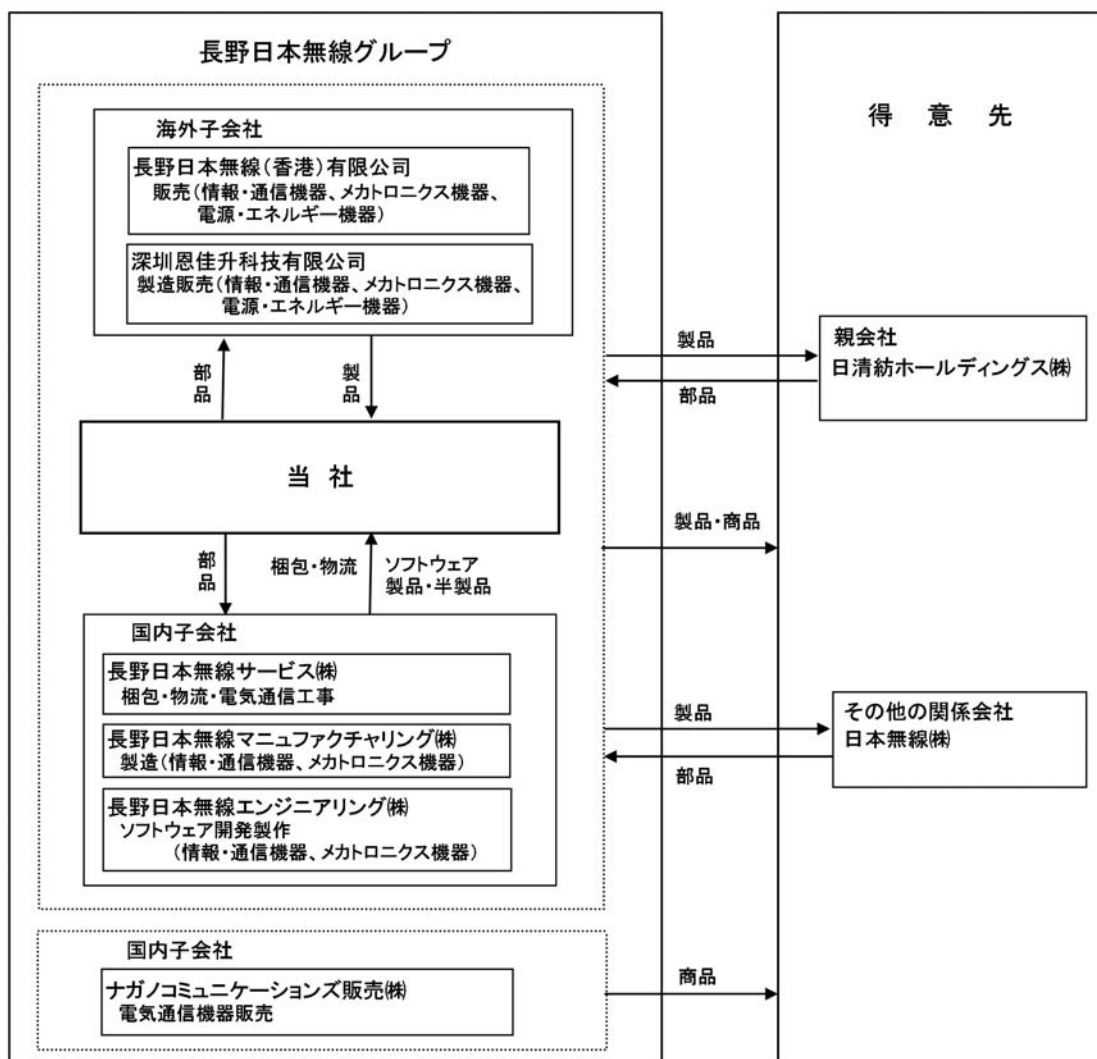 長野日本無線グループ
海外子会社
長野日本無線(香港)有限公司
販売(情報・通信機器、メカトロニクス機器、
電源・エネルギー機器)
深圳恩佳升科技有限公司
製造販売(情報・通信機器、メカトロニクス機器、
電源・エネルギー機器)
部品
製品
当 社
部品
梱包・物流
ソフトウェア
製品・半製品
国内子会社
長野日本無線サービス㈱
梱包・物流・電気通信工事
長野日本無線マニュファクチャリング㈱
製造(情報・通信機器、メカトロニクス機器)
長野日本無線エンジニアリング㈱
ソフトウェア開発製作
(情報・通信機器、メカトロニクス機器)
国内子会社
ナガノコミュニケーションズ販売㈱
電気通信機器販売
製品
部品
製品・商品
製品
部品
商品
得 意 先
親会社
日清紡ホールディングス㈱
その他の関係会社
日本無線㈱